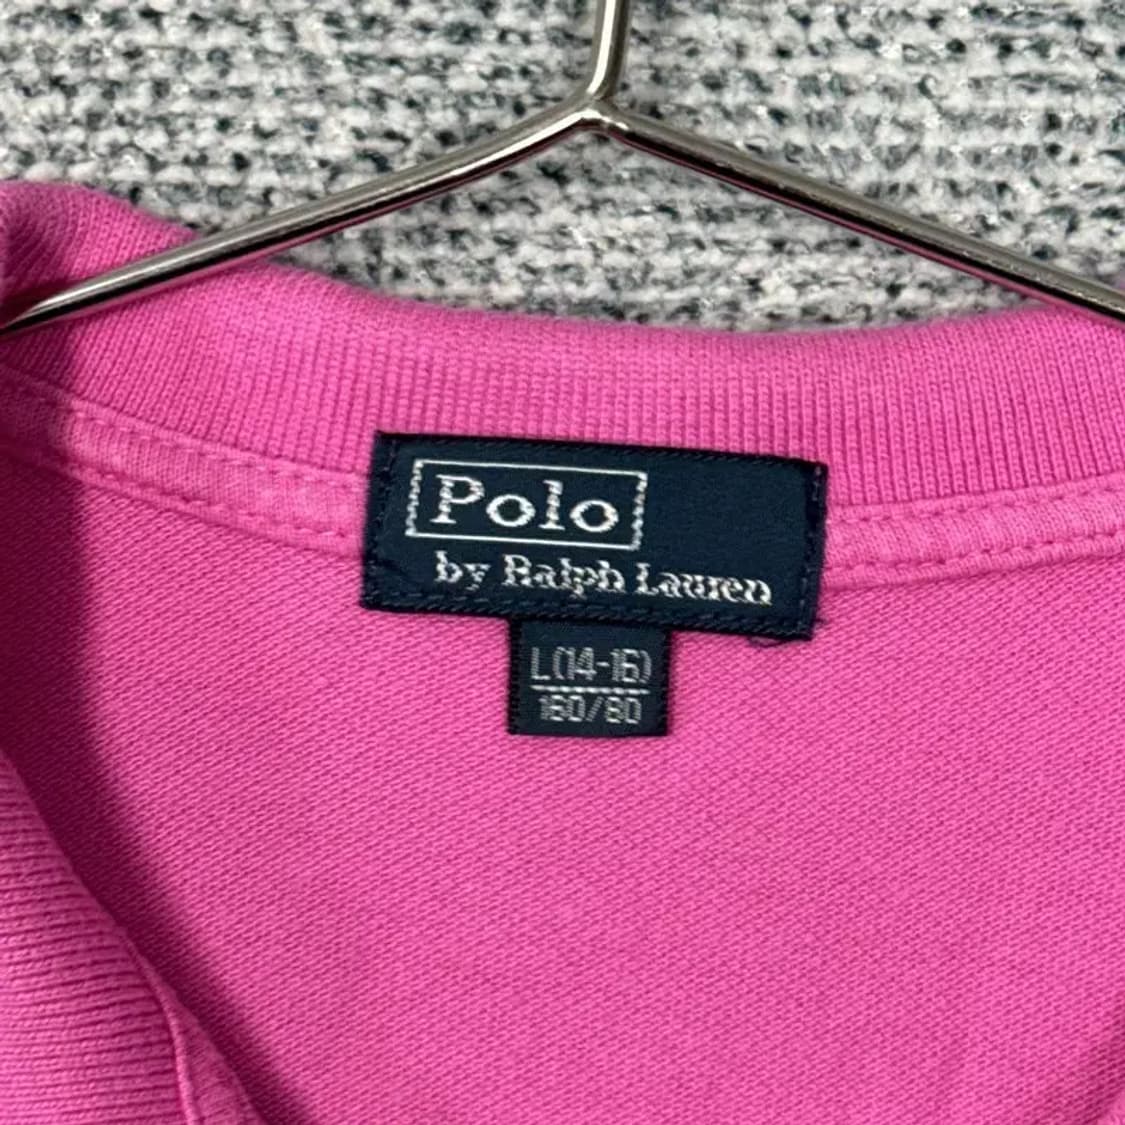 Polo
by Ralph Lauren
L(14-16)
160/80